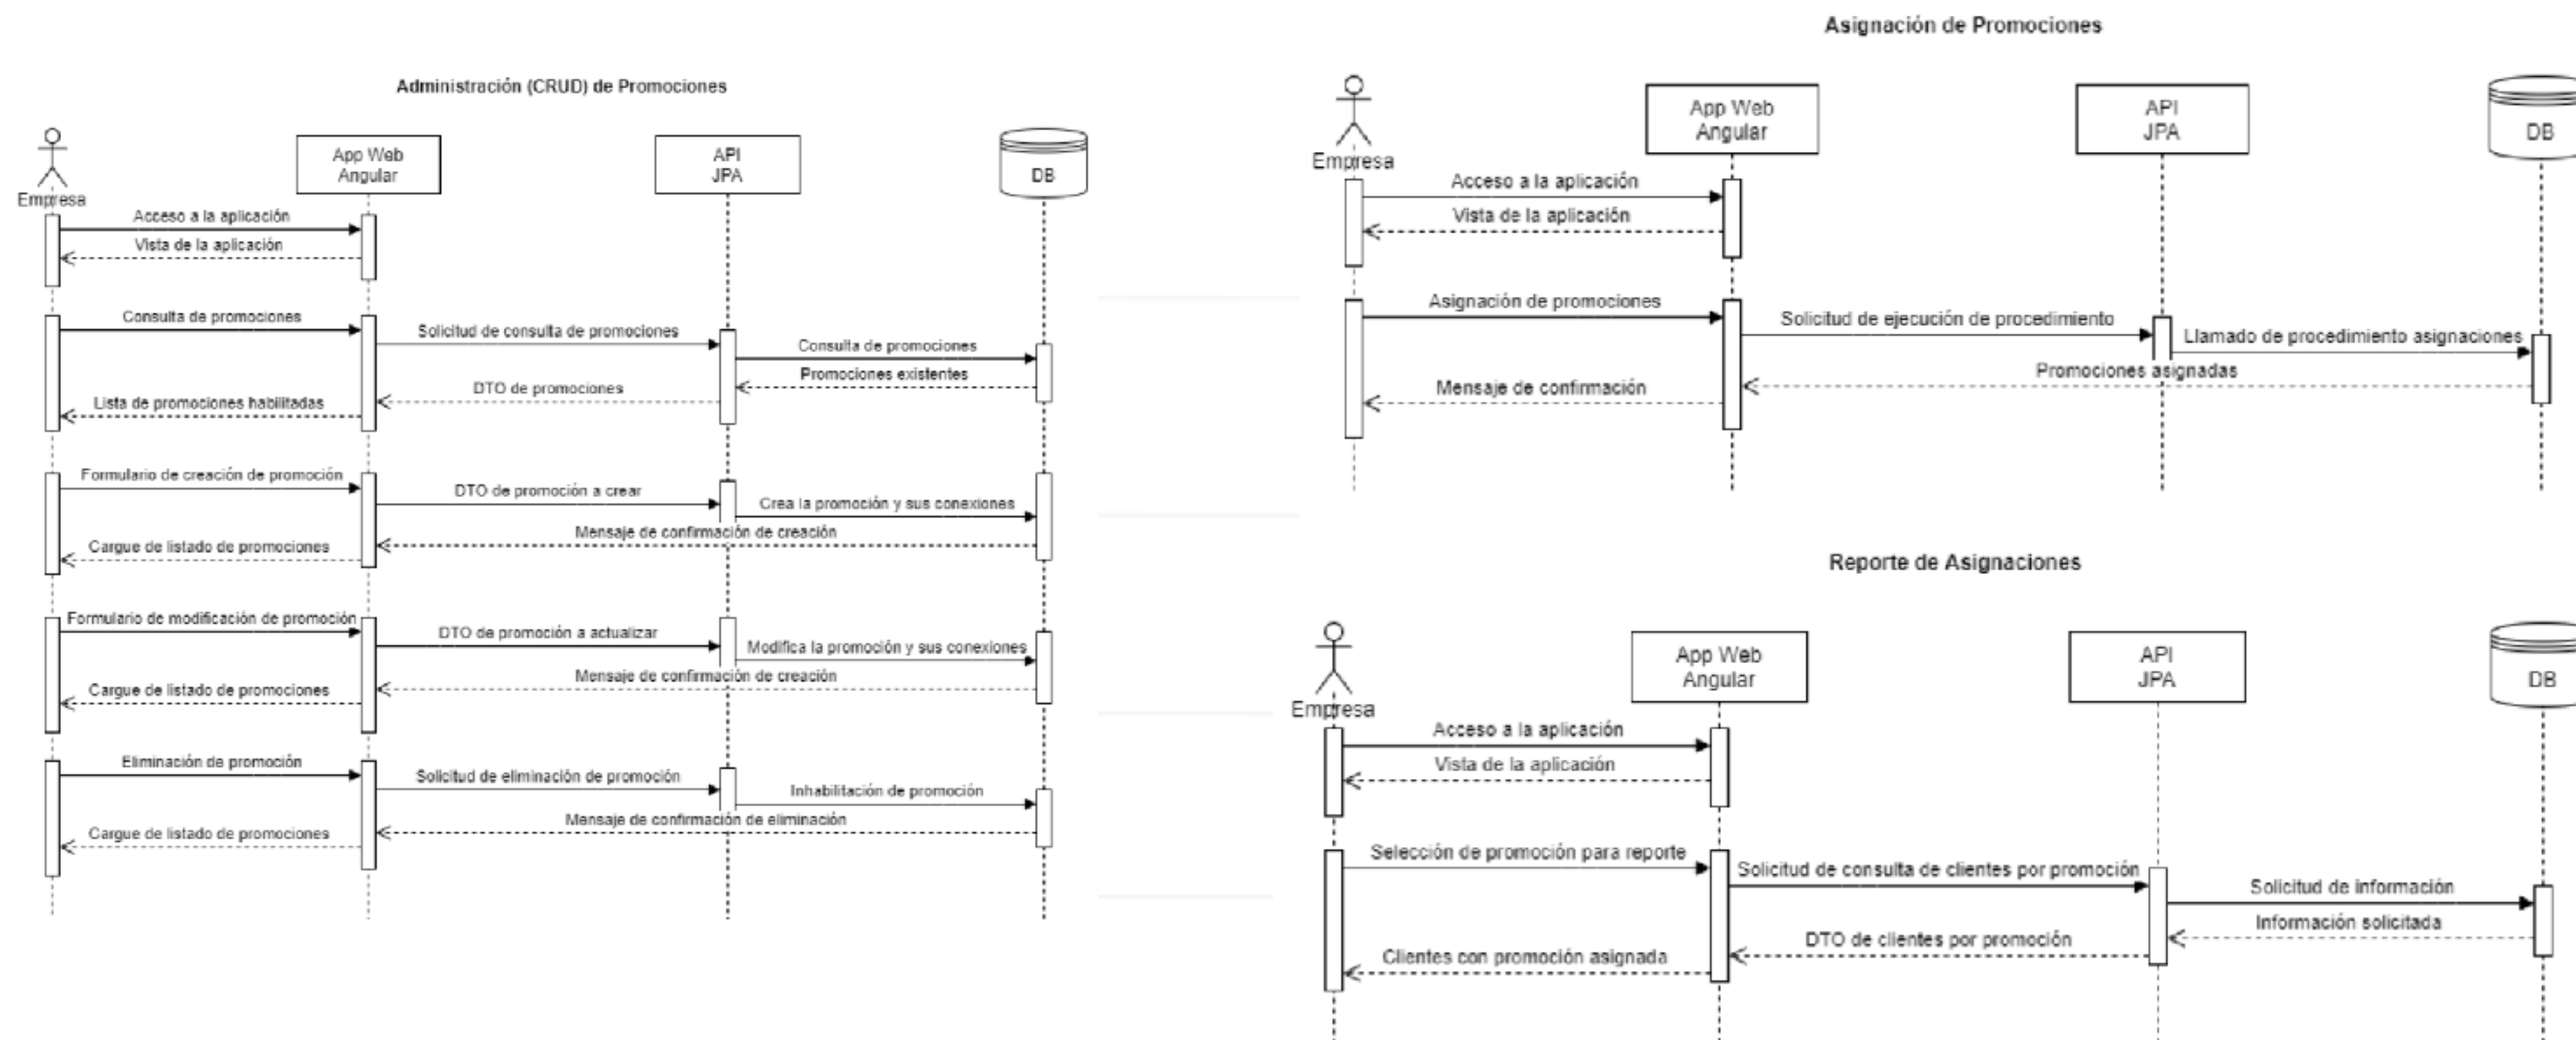 Administración (CRUD) de Promociones
Empresa
App Web
Angular
API
JPA
DB
Acceso a la aplicación
Vista de la aplicación
Consulta de promociones
Solicitud de consulta de promociones
Consulta de promociones
Promociones existentes
DTO de promociones
Lista de promociones habilitadas
Formulario de creación de promoción
DTO de promoción a crear
Crea la promoción y sus conexiones
Mensaje de confirmación de creación
Cargue de listado de promociones
Formulario de modificación de promoción
DTO de promoción a actualizar
Modifica la promoción y sus conexiones
Mensaje de confirmación de creación
Cargue de listado de promociones
Eliminación de promoción
Solicitud de eliminación de promoción
Inhabilitación de promoción
Mensaje de confirmación de eliminación
Cargue de listado de promociones
Asignación de Promociones
Empresa
App Web
Angular
API
JPA
DB
Acceso a la aplicación
Vista de la aplicación
Asignación de promociones
Solicitud de ejecución de procedimiento
Llamado de procedimiento asignaciones
Promociones asignadas
Mensaje de confirmación
Reporte de Asignaciones
Empresa
App Web
Angular
API
JPA
DB
Acceso a la aplicación
Vista de la aplicación
Selección de promoción para reporte
Solicitud de consulta de clientes por promoción
Solicitud de información
Información solicitada
DTO de clientes por promoción
Clientes con promoción asignada